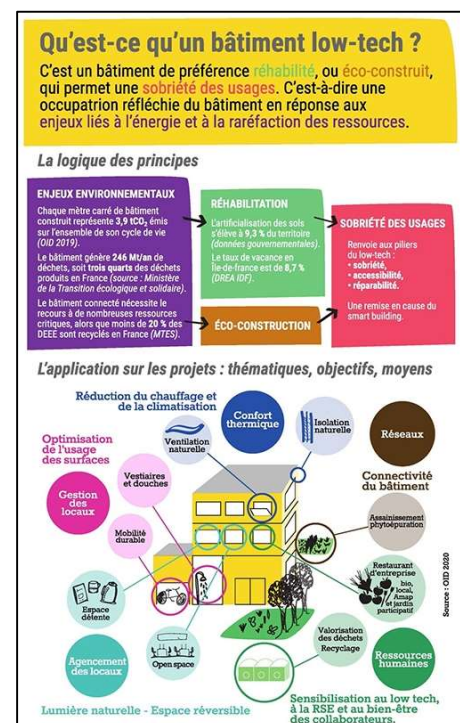 Qu'est-ce qu'un bâtiment low-tech ?
C'est un bâtiment de préférence réhabilité, ou éco-construit,
qui permet une sobriété des usages. C'est-à-dire une
occupatrion réfléchie du bâtiment en réponse aux
enjeux liés à l'énergie et à la raréfaction des ressources.
La logique des principes
ENJEUX ENVIRONNEMENTAUX
Chaque mètre carré de bâtiment
construit représente 3,9 tCO₂ émis
sur l'ensemble de son cycle de vie
(OID 2019).
Le bâtiment génère 246 Mt/an de
déchets, soit trois quarts des déchets
produits en France (source : Ministère
de la Transition écologique et solidaire).
Le bâtiment connecté nécessite le
recours à de nombreuses ressources
critiques, alors que moins de 20 % des
DEEE sont recyclés en France (MTES).
RÉHABILITATION
L'artificialisation des sols
s'élève à 9,3 % du territoire
(données gouvernementales).
Le taux de vacance en
Île-de-france est de 8,7 %
(DREA IDF).
ÉCO-CONSTRUCTION
SOBRIÉTÉ DES USAGES
Renvoie aux piliers
du low-tech :
• sobriété,
• accessibilité,
• réparabilité.
Une remise en cause du
smart building.
L'application sur les projets : thématiques, objectifs, moyens
Réduction du chauffage et
de la climatisation
Ventilation
naturelle
Confort
thermique
Isolation
naturelle
Réseaux
Optimisation
de l'usage
des surfaces
Vestiaires
et douches
Gestion
des
locaux
Mobilité
durable
Connectivité
du bâtiment
Assainissement
phytoépuration
Restaurant
d'entreprise
bio,
local,
Amap
et jardin
participatif
Source : OID 2020
Espace
détente
Open space
Agencement
des locaux
Lumière naturelle - Espace réversible
Valorisation
des déchets
Recyclage
Ressources
humaines
Sensibilisation au low tech,
à la RSE et au bien-être
des collaborateurs.